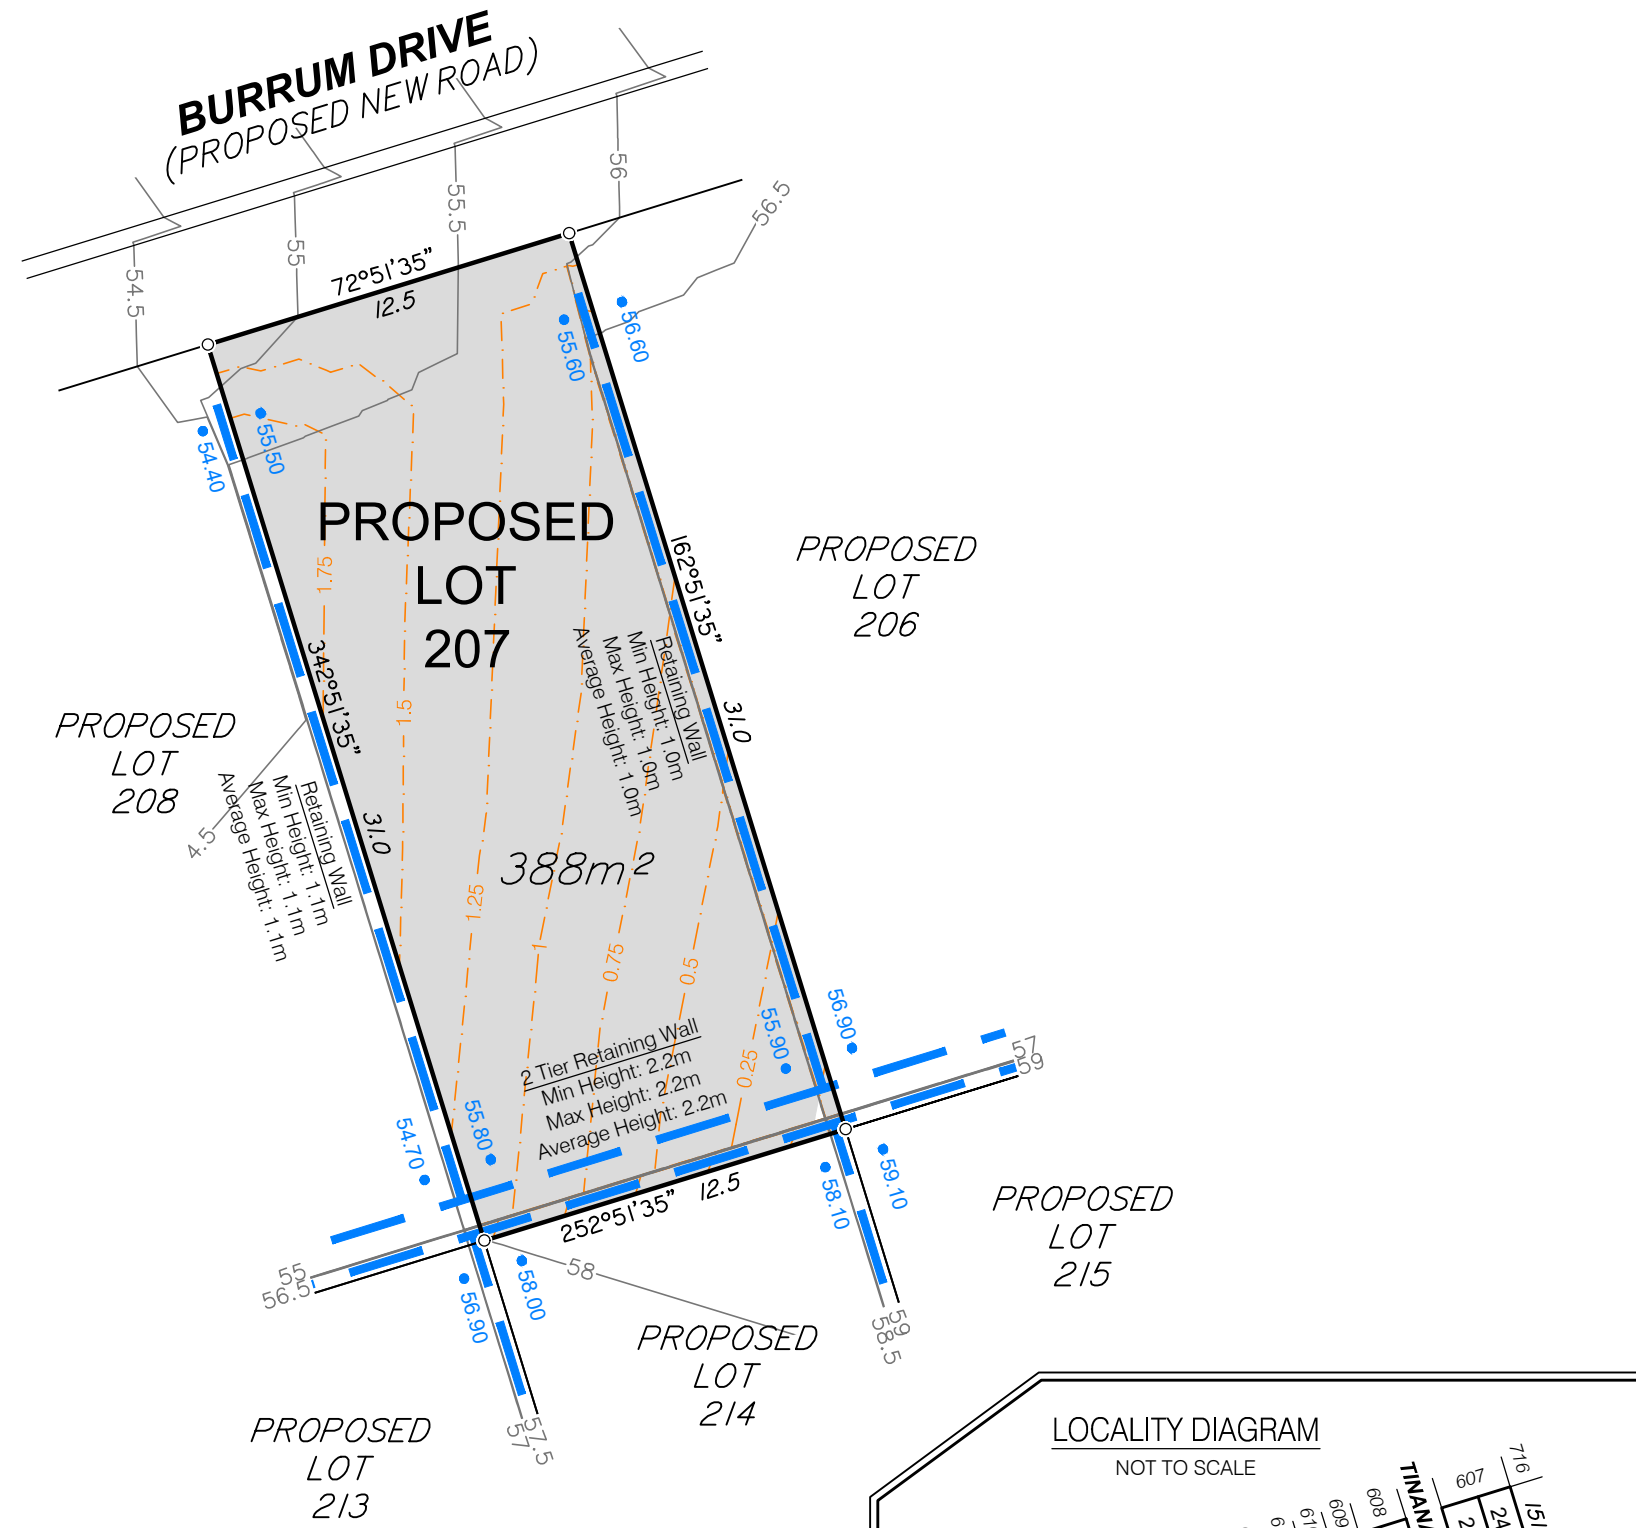 BURRUM DRIVE
(PROPOSED NEW ROAD)
54.5
55
55.5
56
56.5
72°51'35"
12.5
56.60
55.60
55.50
54.40
PROPOSED
LOT
207
1.75
1.5
1.25
1
0.75
0.5
0.25
162°51'35"
31.0
Retaining Wall
Min Height: 1.0m
Max Height: 1.0m
Average Height: 1.0m
PROPOSED
LOT
206
342°51'35"
31.0
PROPOSED
LOT
208
4.5
Retaining Wall
Min Height: 1.1m
Max Height: 1.1m
Average Height: 1.1m
388m²
2 Tier Retaining Wall
Min Height: 2.2m
Max Height: 2.2m
Average Height: 2.2m
55.90
56.90
57
59
54.70
55.80
252°51'35"
12.5
58.10
59.10
55
56.5
56.90
58.00
58
PROPOSED
LOT
215
59
58.5
PROPOSED
LOT
214
57.5
57
PROPOSED
LOT
213
LOCALITY DIAGRAM
NOT TO SCALE
716
607
608
609